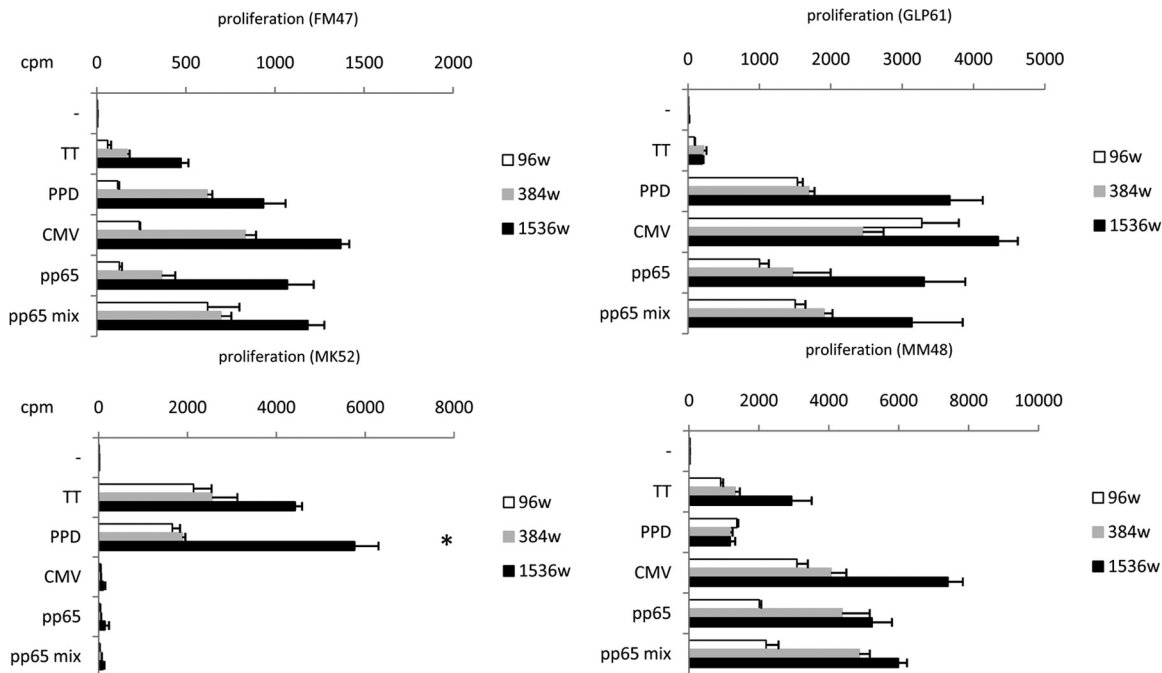 proliferation (FM47)
cpm 0 500 1000 1500 2000
-
TT
PPD
CMV
pp65
pp65 mix
96w
384w
1536w
proliferation (GLP61)
0 1000 2000 3000 4000 5000
-
TT
PPD
CMV
pp65
pp65 mix
96w
384w
1536w
proliferation (MK52)
cpm 0 2000 4000 6000 8000
-
TT
PPD
CMV
pp65
pp65 mix
*
96w
384w
1536w
proliferation (MM48)
0 2000 4000 6000 8000 10000
-
TT
PPD
CMV
pp65
pp65 mix
96w
384w
1536w